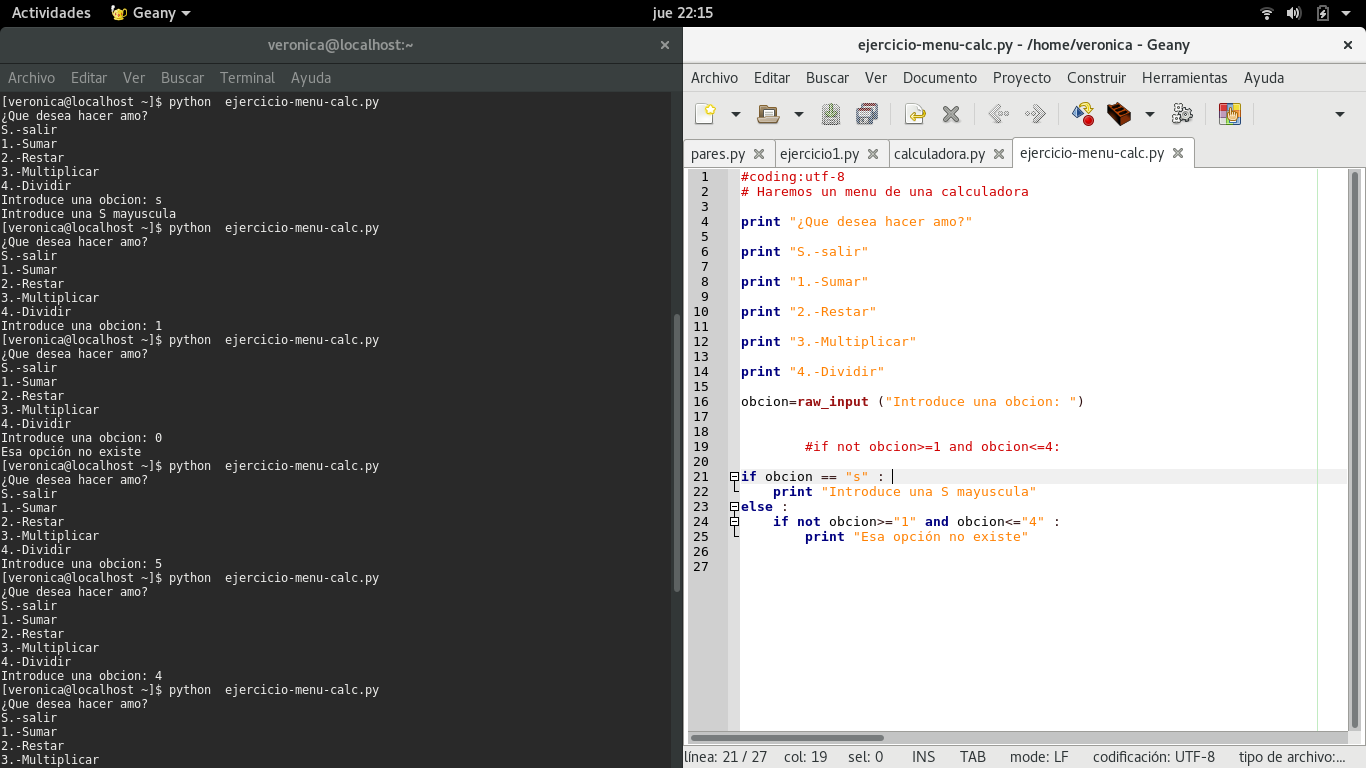 Actividades Geany jue 22:15
veronica@localhost:~
Archivo Editar Ver Buscar Terminal Ayuda
[veronica@localhost ~]$ python  ejercicio-menu-calc.py
¿Que desea hacer amo?
S.-salir
1.-Sumar
2.-Restar
3.-Multiplicar
4.-Dividir
Introduce una obcion: s
Introduce una S mayuscula
[veronica@localhost ~]$ python  ejercicio-menu-calc.py
¿Que desea hacer amo?
S.-salir
1.-Sumar
2.-Restar
3.-Multiplicar
4.-Dividir
Introduce una obcion: 1
[veronica@localhost ~]$ python  ejercicio-menu-calc.py
¿Que desea hacer amo?
S.-salir
1.-Sumar
2.-Restar
3.-Multiplicar
4.-Dividir
Introduce una obcion: 0
Esa opción no existe
[veronica@localhost ~]$ python  ejercicio-menu-calc.py
¿Que desea hacer amo?
S.-salir
1.-Sumar
2.-Restar
3.-Multiplicar
4.-Dividir
Introduce una obcion: 5
[veronica@localhost ~]$ python  ejercicio-menu-calc.py
¿Que desea hacer amo?
S.-salir
1.-Sumar
2.-Restar
3.-Multiplicar
4.-Dividir
Introduce una obcion: 4
[veronica@localhost ~]$ python  ejercicio-menu-calc.py
¿Que desea hacer amo?
S.-salir
1.-Sumar
2.-Restar
3.-Multiplicar
ejercicio-menu-calc.py - /home/veronica - Geany
Archivo Editar Buscar Ver Documento Proyecto Construir Herramientas Ayuda
pares.py ejercicio1.py calculadora.py ejercicio-menu-calc.py
1 #coding:utf-8
2 # Haremos un menu de una calculadora
3
4 print "¿Que desea hacer amo?"
5
6 print "S.-salir"
7
8 print "1.-Sumar"
9
10 print "2.-Restar"
11
12 print "3.-Multiplicar"
13
14 print "4.-Dividir"
15
16 obcion=raw_input ("Introduce una obcion: ")
17
18
19 #if not obcion>=1 and obcion<=4:
20
21 if obcion == "s" :
22 print "Introduce una S mayuscula"
23 else :
24 if not obcion>="1" and obcion<="4" :
25 print "Esa opción no existe"
26
27
línea: 21 / 27 col: 19 sel: 0 INS TAB mode: LF codificación: UTF-8 tipo de archivo:...